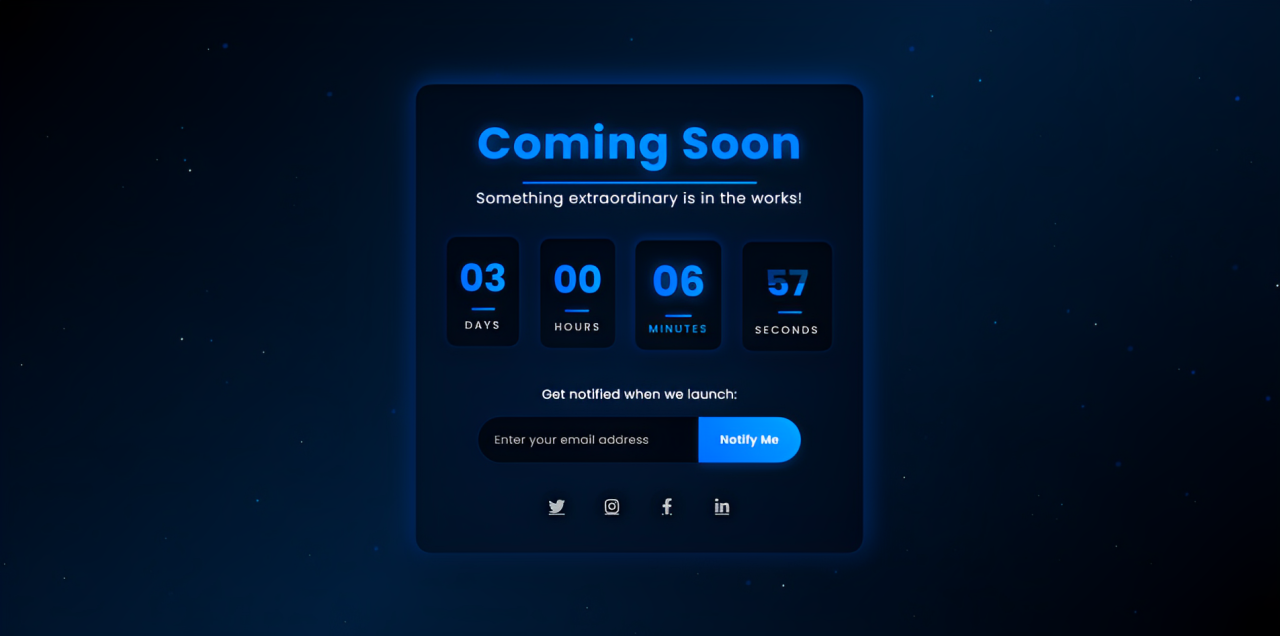 Coming Soon
Something extraordinary is in the works!
03 00 06 57
DAYS HOURS MINUTES SECONDS
Get notified when we launch:
Enter your email address Notify Me